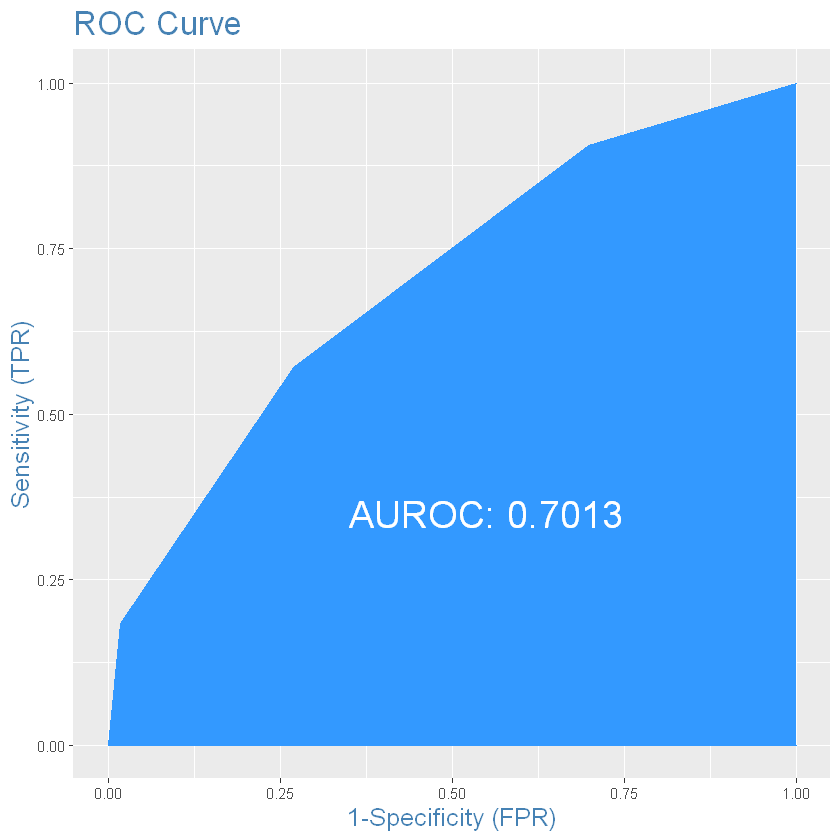 ROC Curve
1.00
0.75
0.50
0.25
0.00
Sensitivity (TPR)
AUROC: 0.7013
0.00 0.25 0.50 0.75 1.00
1-Specificity (FPR)